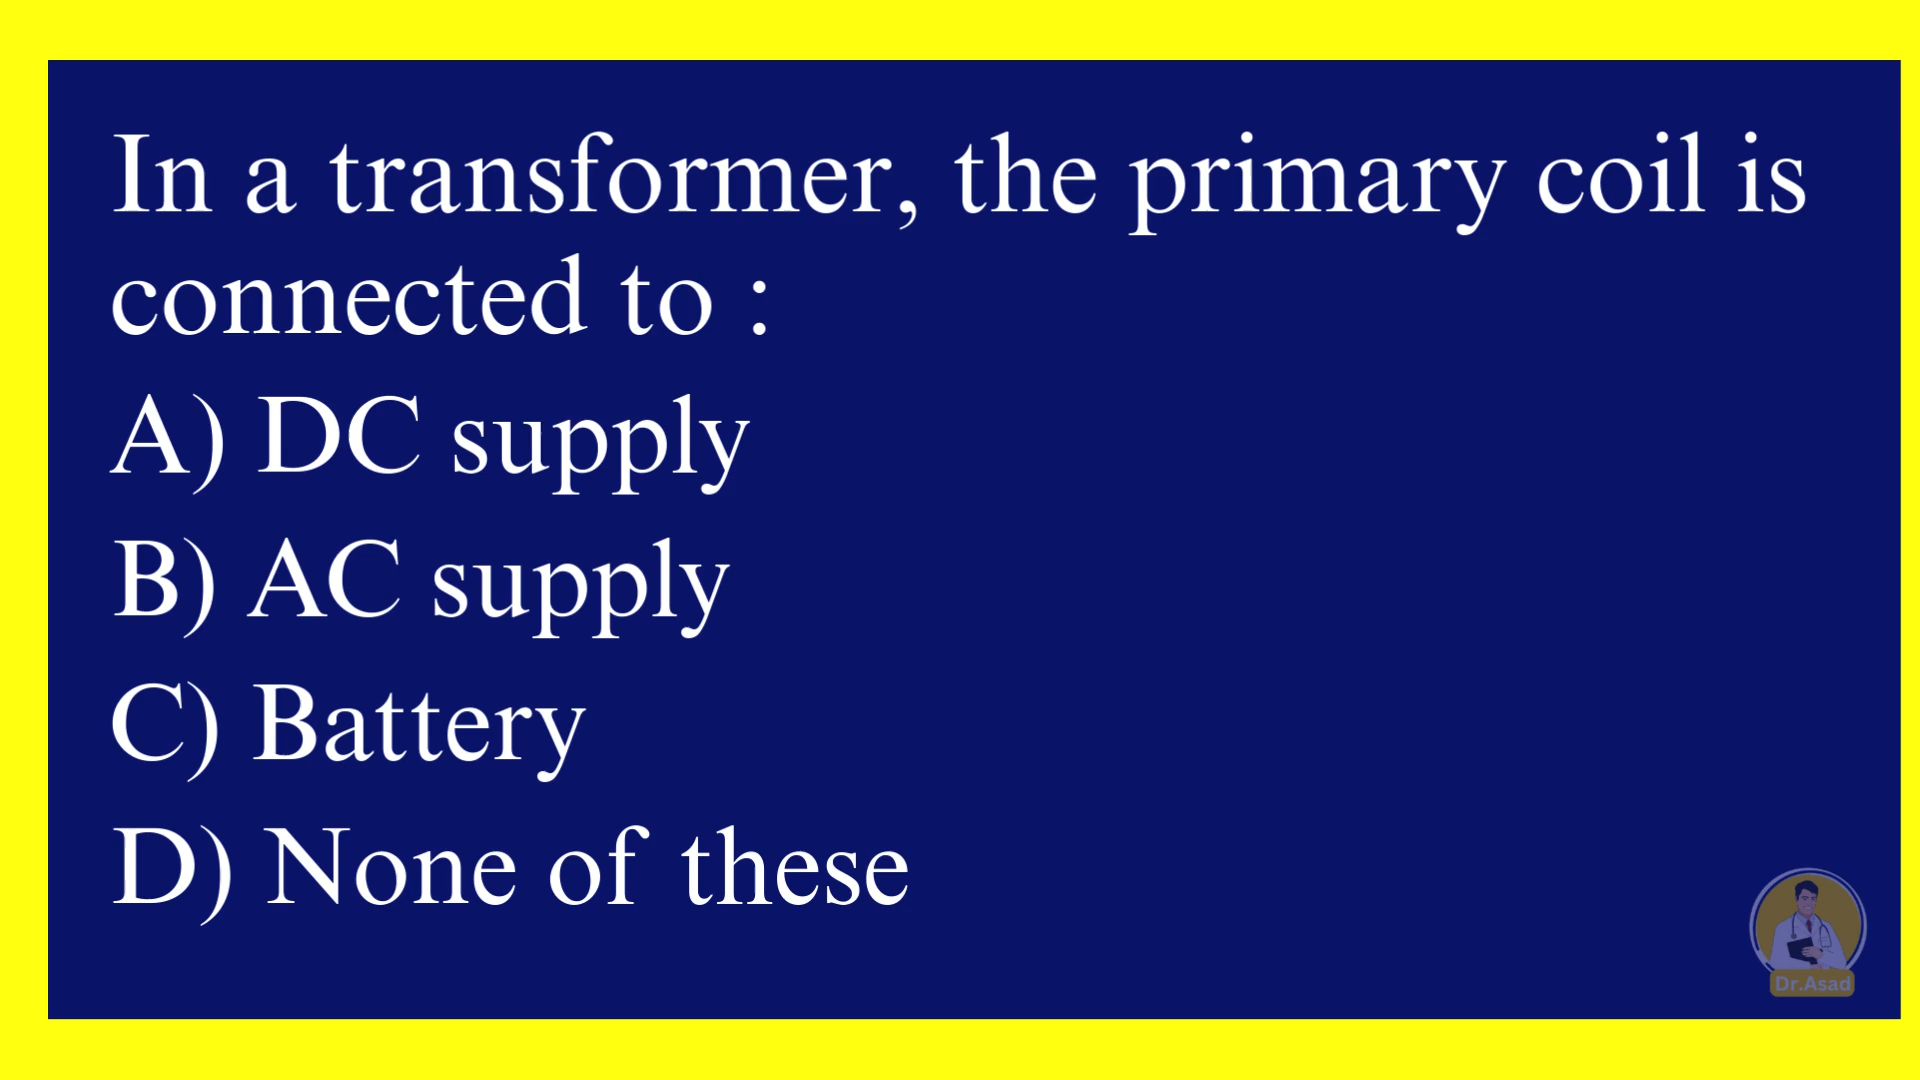 In a transformer, the primary coil is
connected to :
A) DC supply
B) AC supply
C) Battery
D) None of these
Dr.Asad